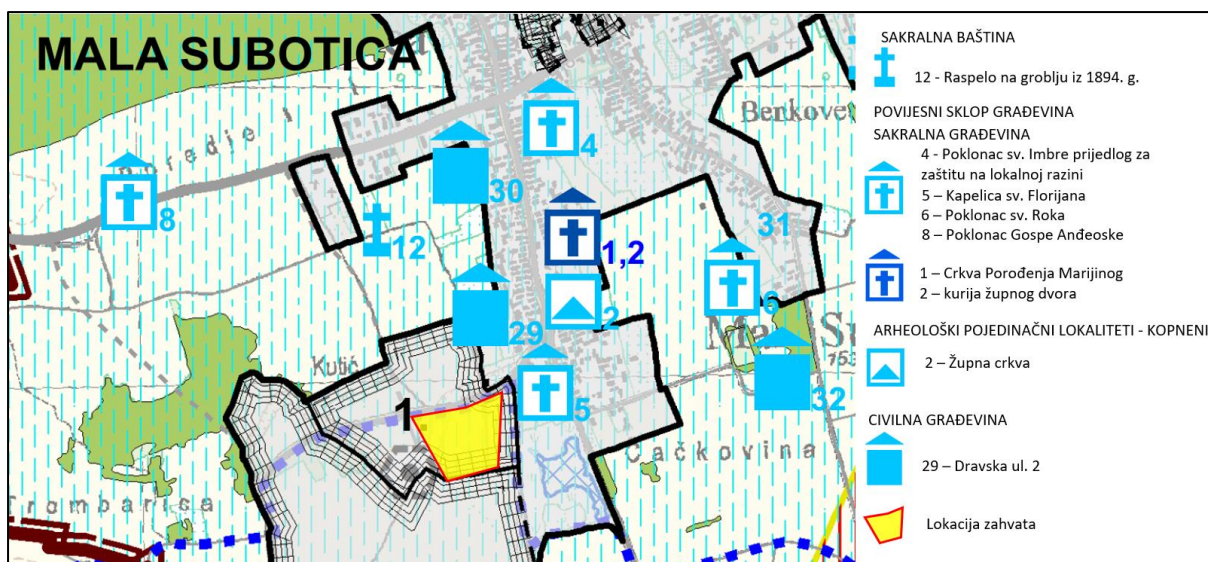 MALA SUBOTICA
Berkove
4
30
8
12
1,2
31
6
29
2
Kutić
5
32
1.
Čačkovina
Trombarisa
SAKRALNA BAŠTINA
12 - Raspelo na groblju iz 1894. g.
POVIJESNI SKLOP GRAĐEVINA
SAKRALNA GRAĐEVINA
4 - Poklonac sv. Imbre prijedlog za
zaštitu na lokalnoj razini
5 – Kapelica sv. Florijana
6 – Poklonac sv. Roka
8 – Poklonac Gospe Anđeoske
1 – Crkva Porođenja Marijinog
2 – kurija župnog dvora
ARHEOLOŠKI POJEDINAČNI LOKALITETI - KOPNENI
2 – Župna crkva
CIVILNA GRAĐEVINA
29 – Dravska ul. 2
Lokacija zahvata